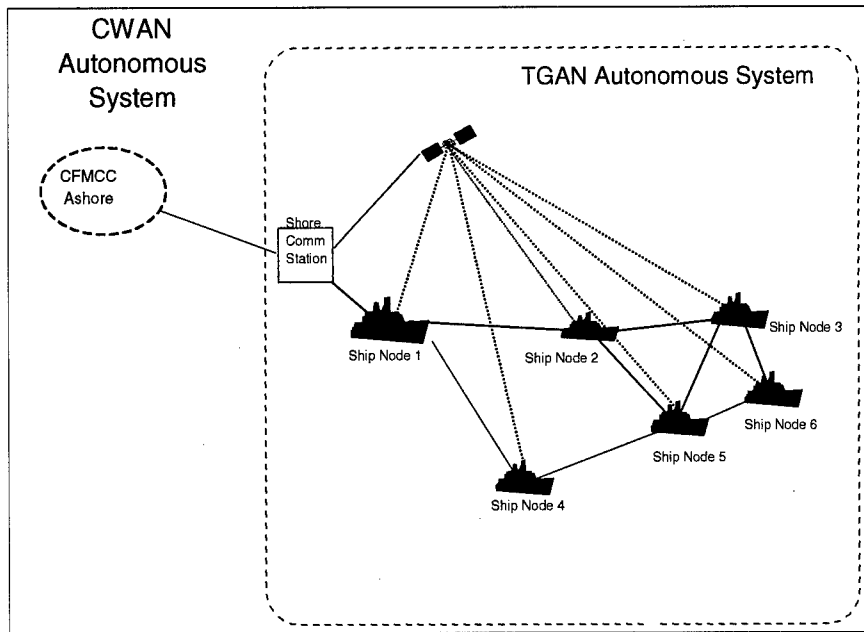 CWAN
Autonomous
System
TGAN Autonomous System
CFMCC
Ashore
Shore
Comm
Station
Ship Node 1
Ship Node 2
Ship Node 3
Ship Node 4
Ship Node 5
Ship Node 6